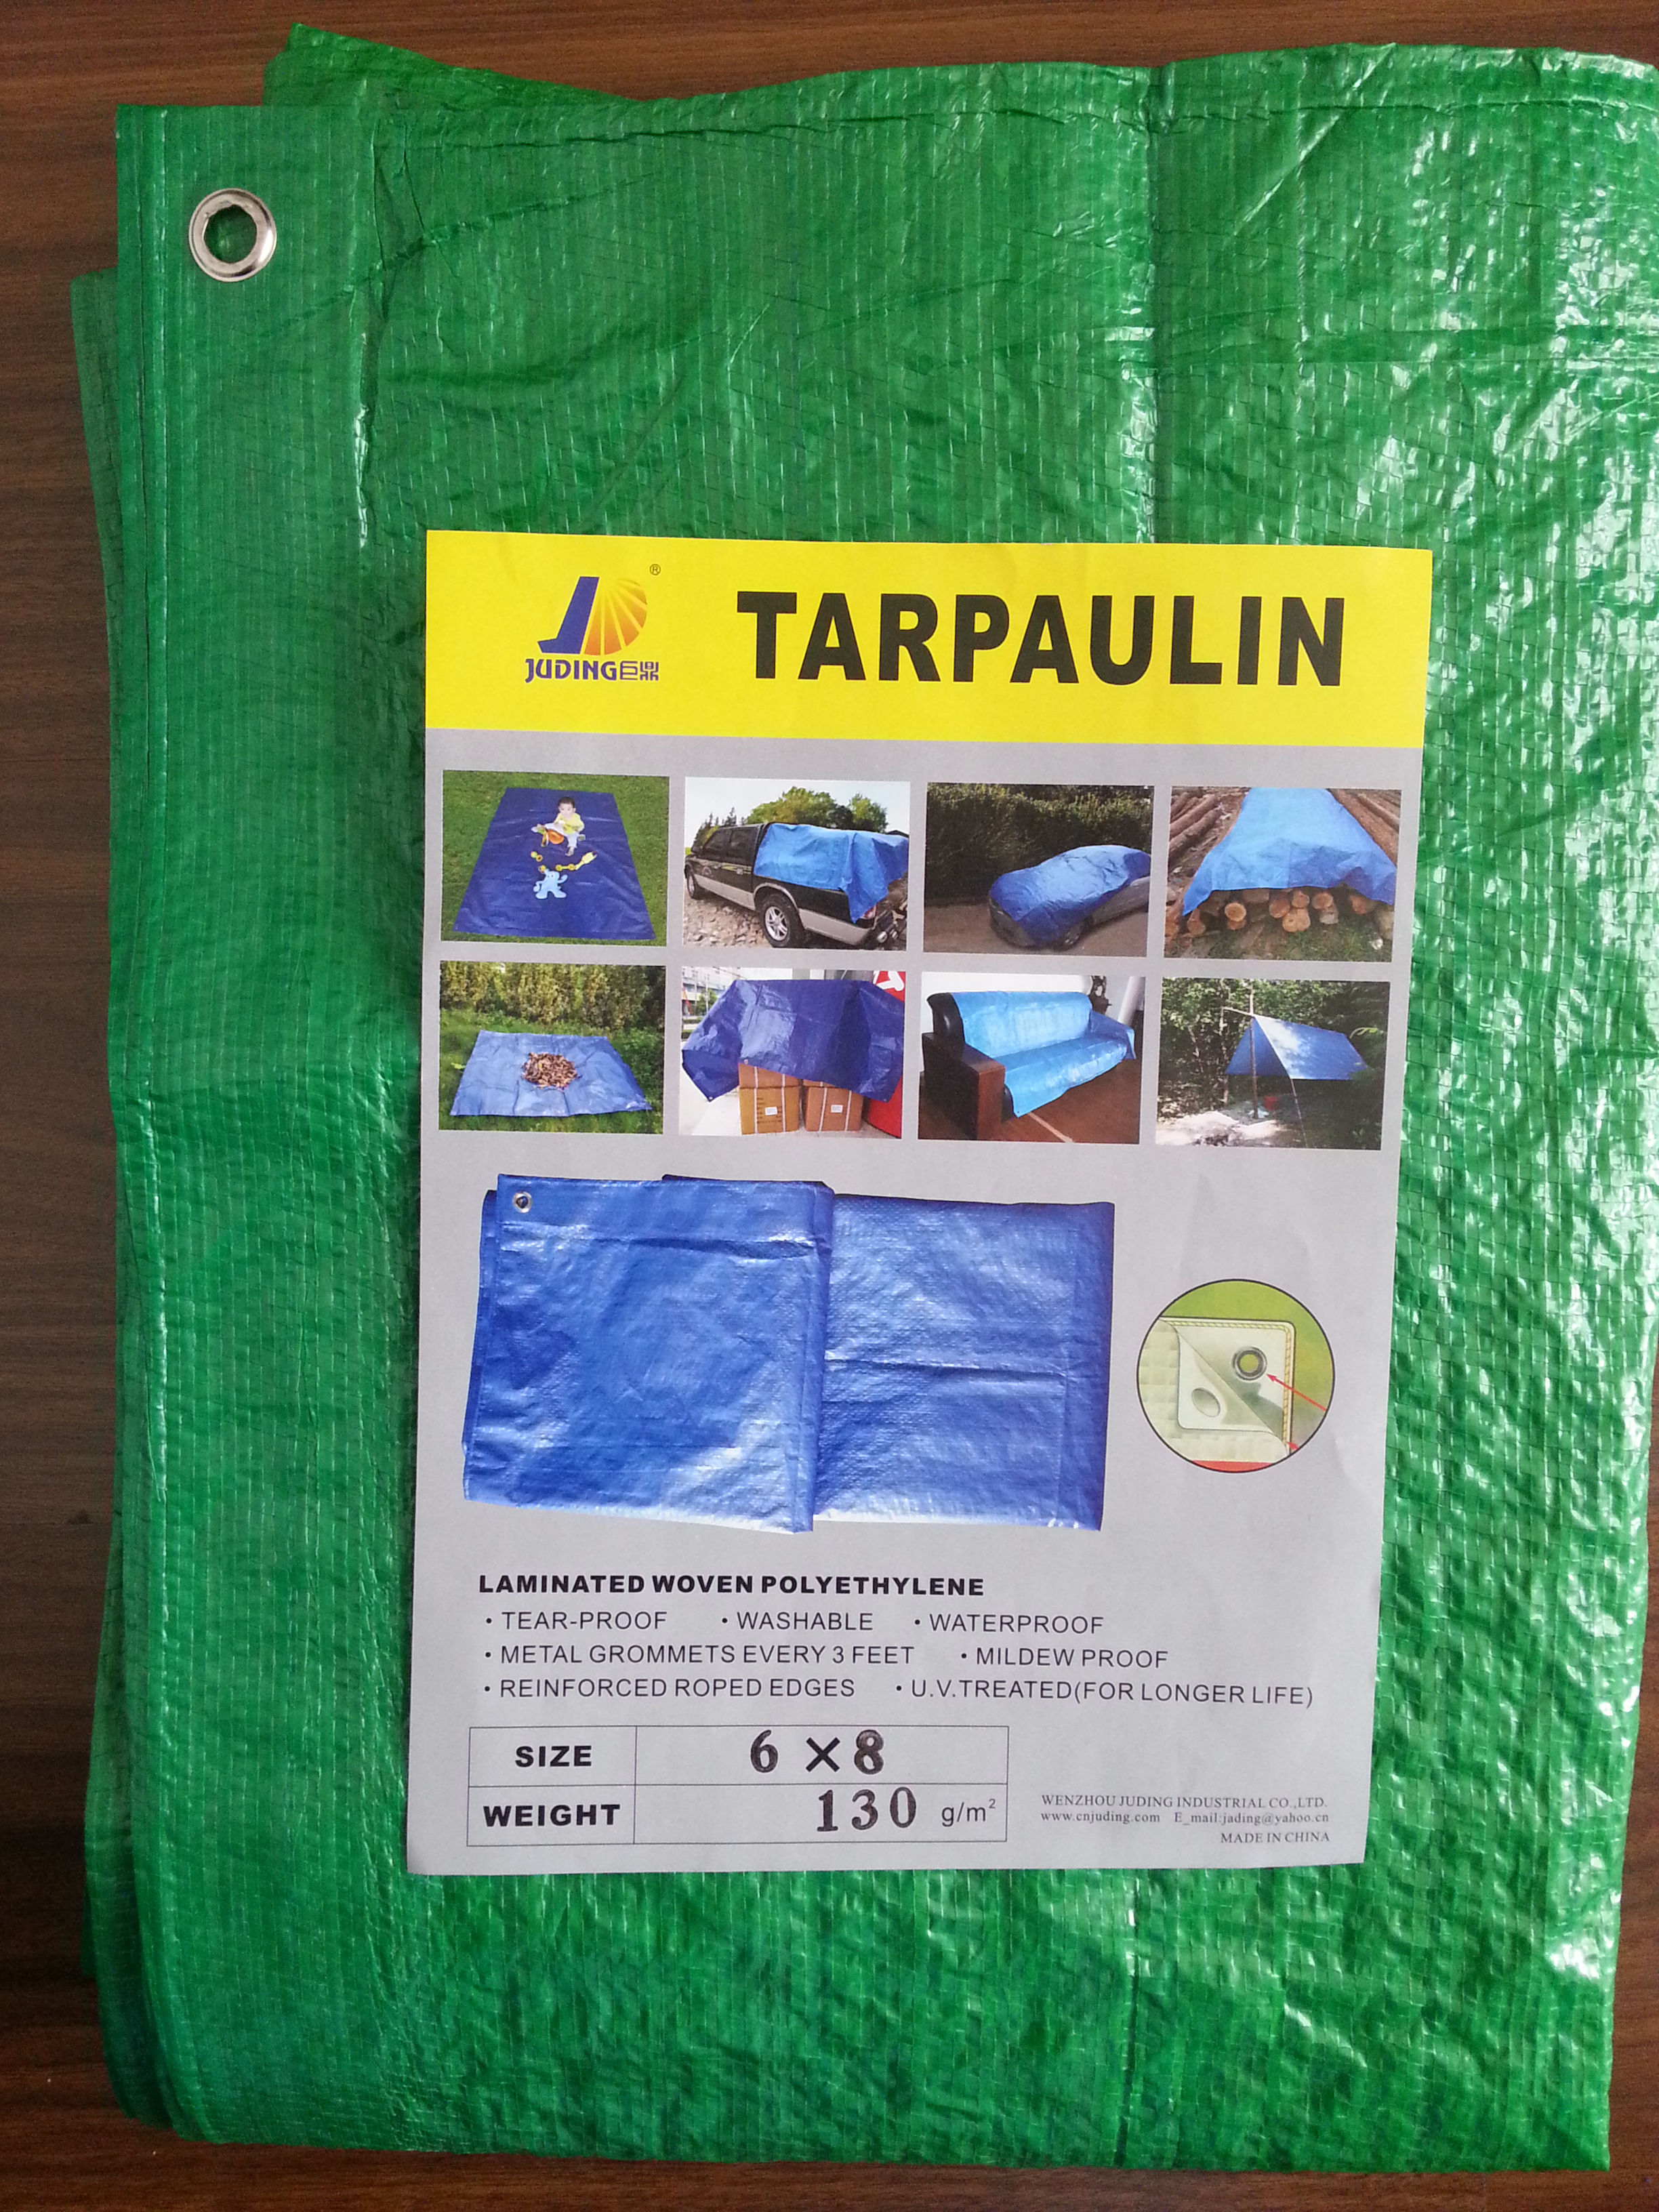 ®
JUDING巨鼎
TARPAULIN
LAMINATED WOVEN POLYETHYLENE
• TEAR-PROOF • WASHABLE • WATERPROOF
• METAL GROMMETS EVERY 3 FEET • MILDEW PROOF
• REINFORCED ROPED EDGES • U.V.TREATED(FOR LONGER LIFE)
SIZE 6 ×8
WEIGHT 130 g/m²
WENZHOU JUDING INDUSTRIAL CO.,LTD.
www.cnjuding.com E_mail:jading@yahoo.cn
MADE IN CHINA